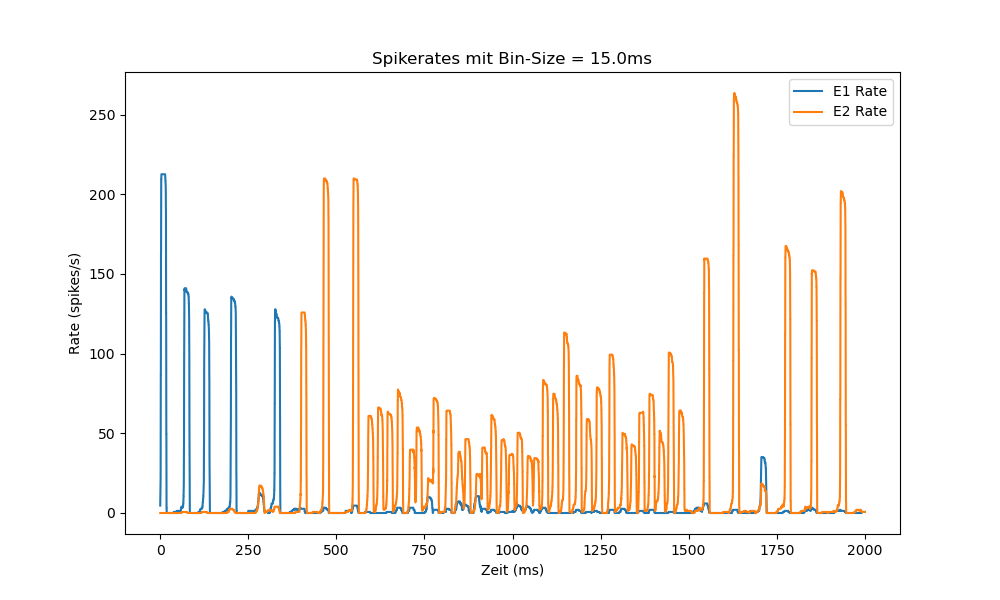 Spikerates mit Bin-Size = 15.0ms
E1 Rate
E2 Rate
250
200
150
100
50
0
Rate (spikes/s)
0 250 500 750 1000 1250 1500 1750 2000
Zeit (ms)